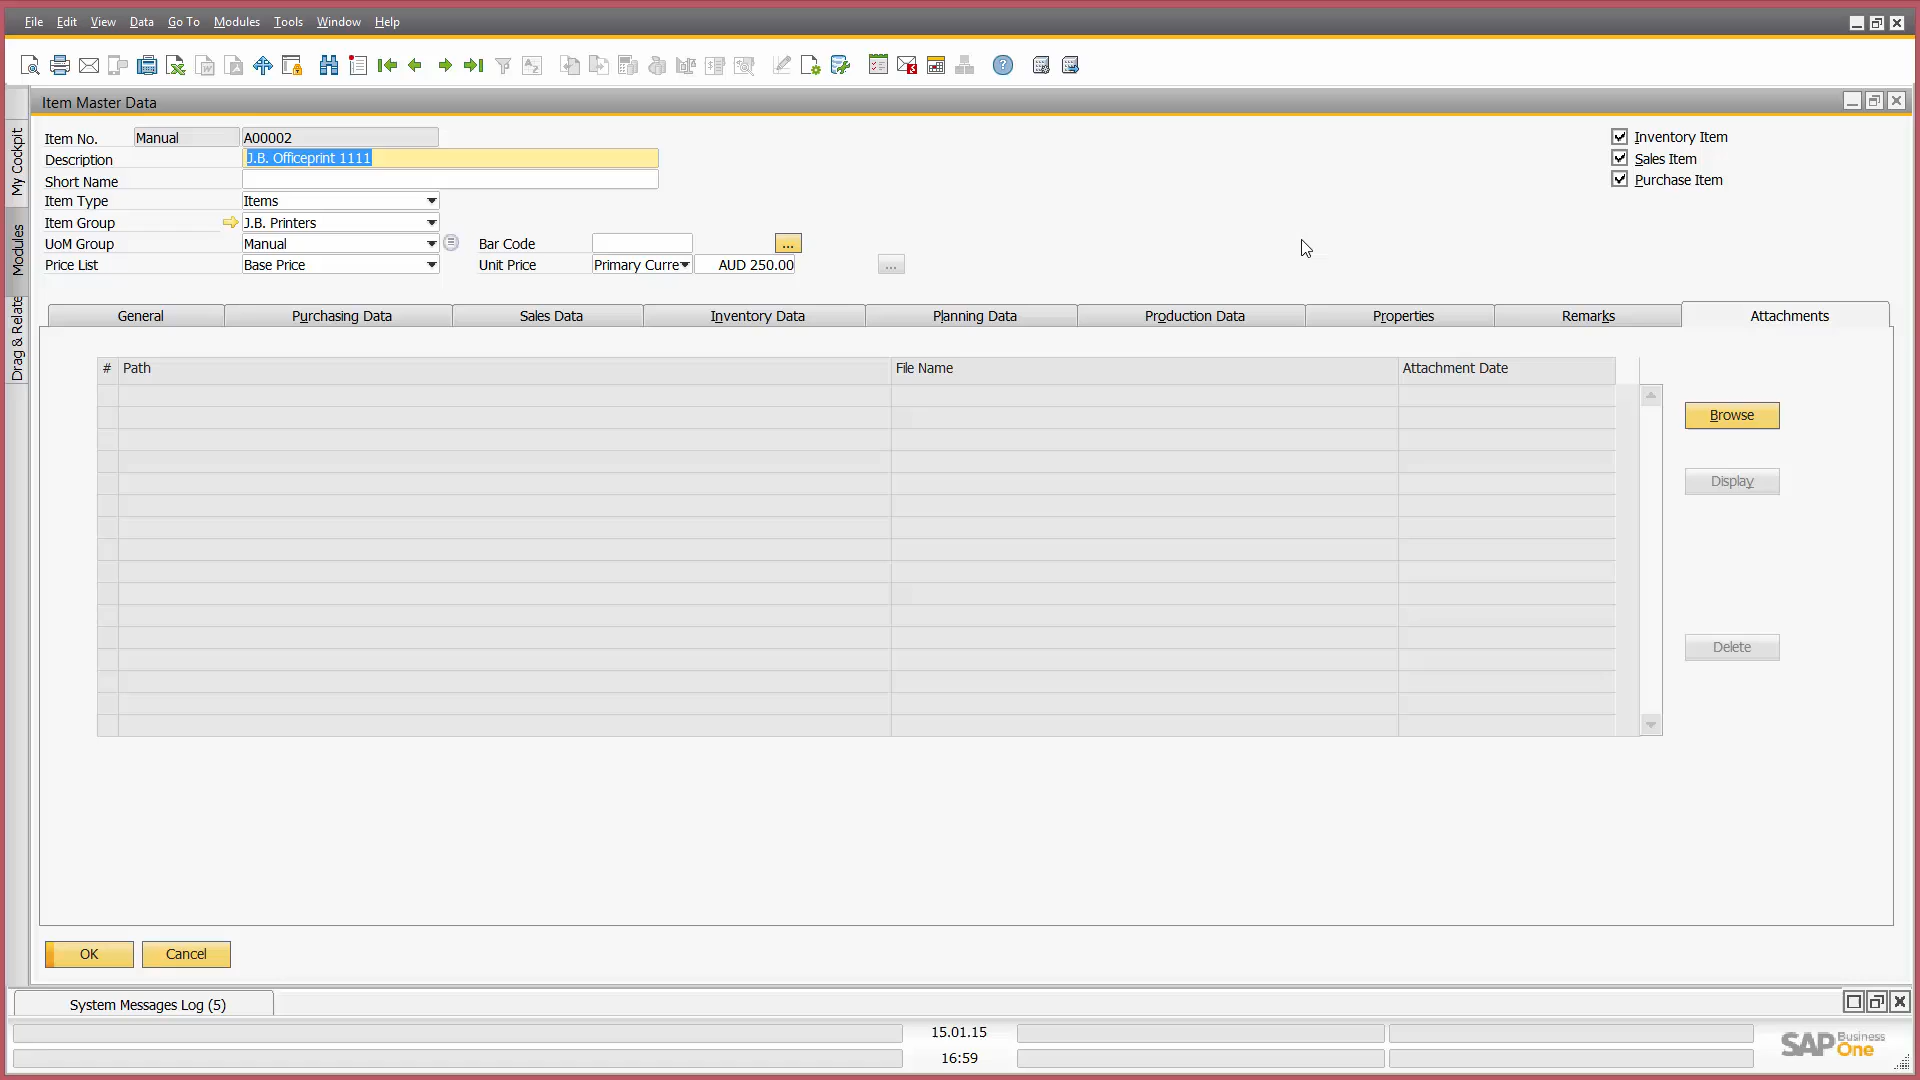 File Edit View Data Go To Modules Tools Window Help
Item Master Data
My Cockpit
Modules
Drag & Relate
Item No. Manual A00002
Description J.B. Officeprint 1111
Short Name
Item Type Items
Item Group J.B. Printers
UoM Group Manual Bar Code ...
Price List Base Price Unit Price Primary Curre AUD 250.00 ...
Inventory Item
Sales Item
Purchase Item
General Purchasing Data Sales Data Inventory Data Planning Data Production Data Properties Remarks Attachments
# Path File Name Attachment Date
Browse
Display
Delete
OK Cancel
System Messages Log (5)
15.01.15
16:59
SAP Business One